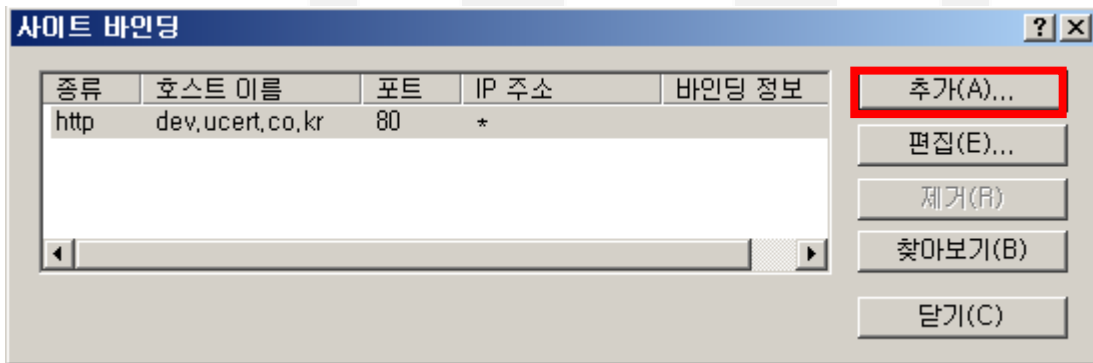 사이트 바인딩
종류 호스트 이름 포트 IP 주소 바인딩 정보
http dev.ucert.co.kr 80 *
추가(A)...
편집(E)...
제거(R)
찾아보기(B)
닫기(C)